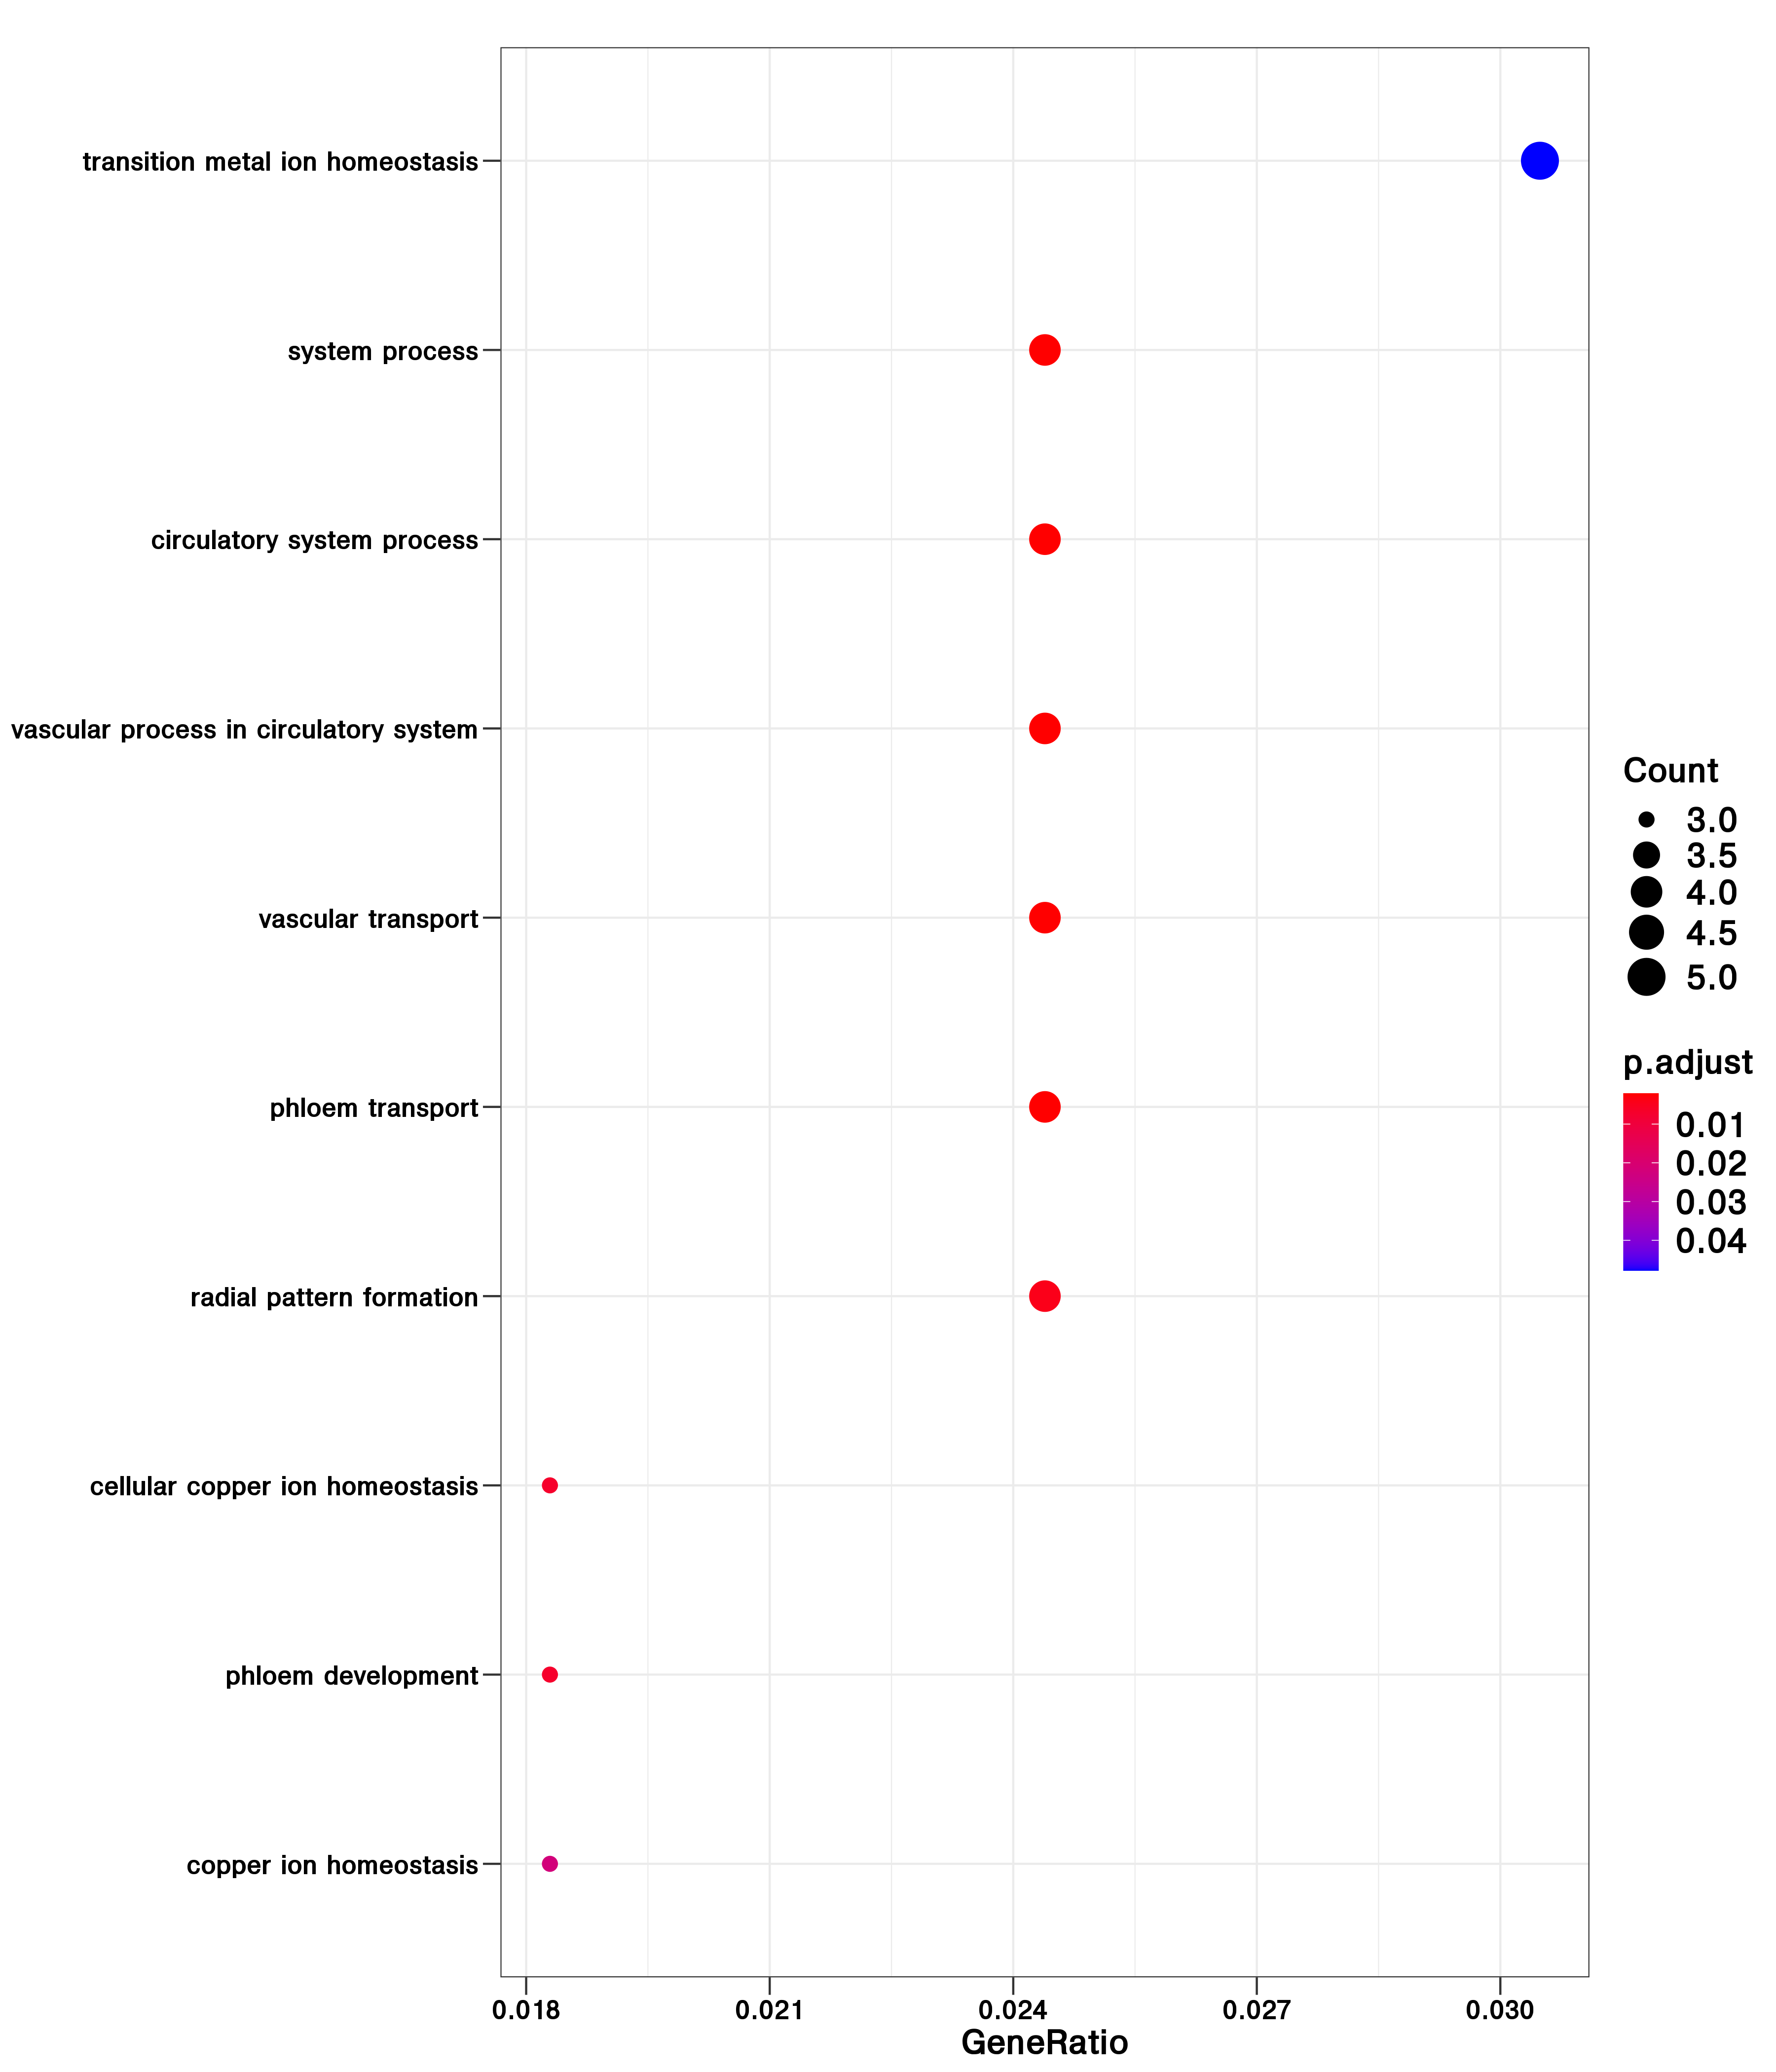 transition metal ion homeostasis
system process
circulatory system process
vascular process in circulatory system
vascular transport
phloem transport
radial pattern formation
cellular copper ion homeostasis
phloem development
copper ion homeostasis
0.018
0.021
0.024
0.027
0.030
GeneRatio
Count
3.0
3.5
4.0
4.5
5.0
p.adjust
0.01
0.02
0.03
0.04